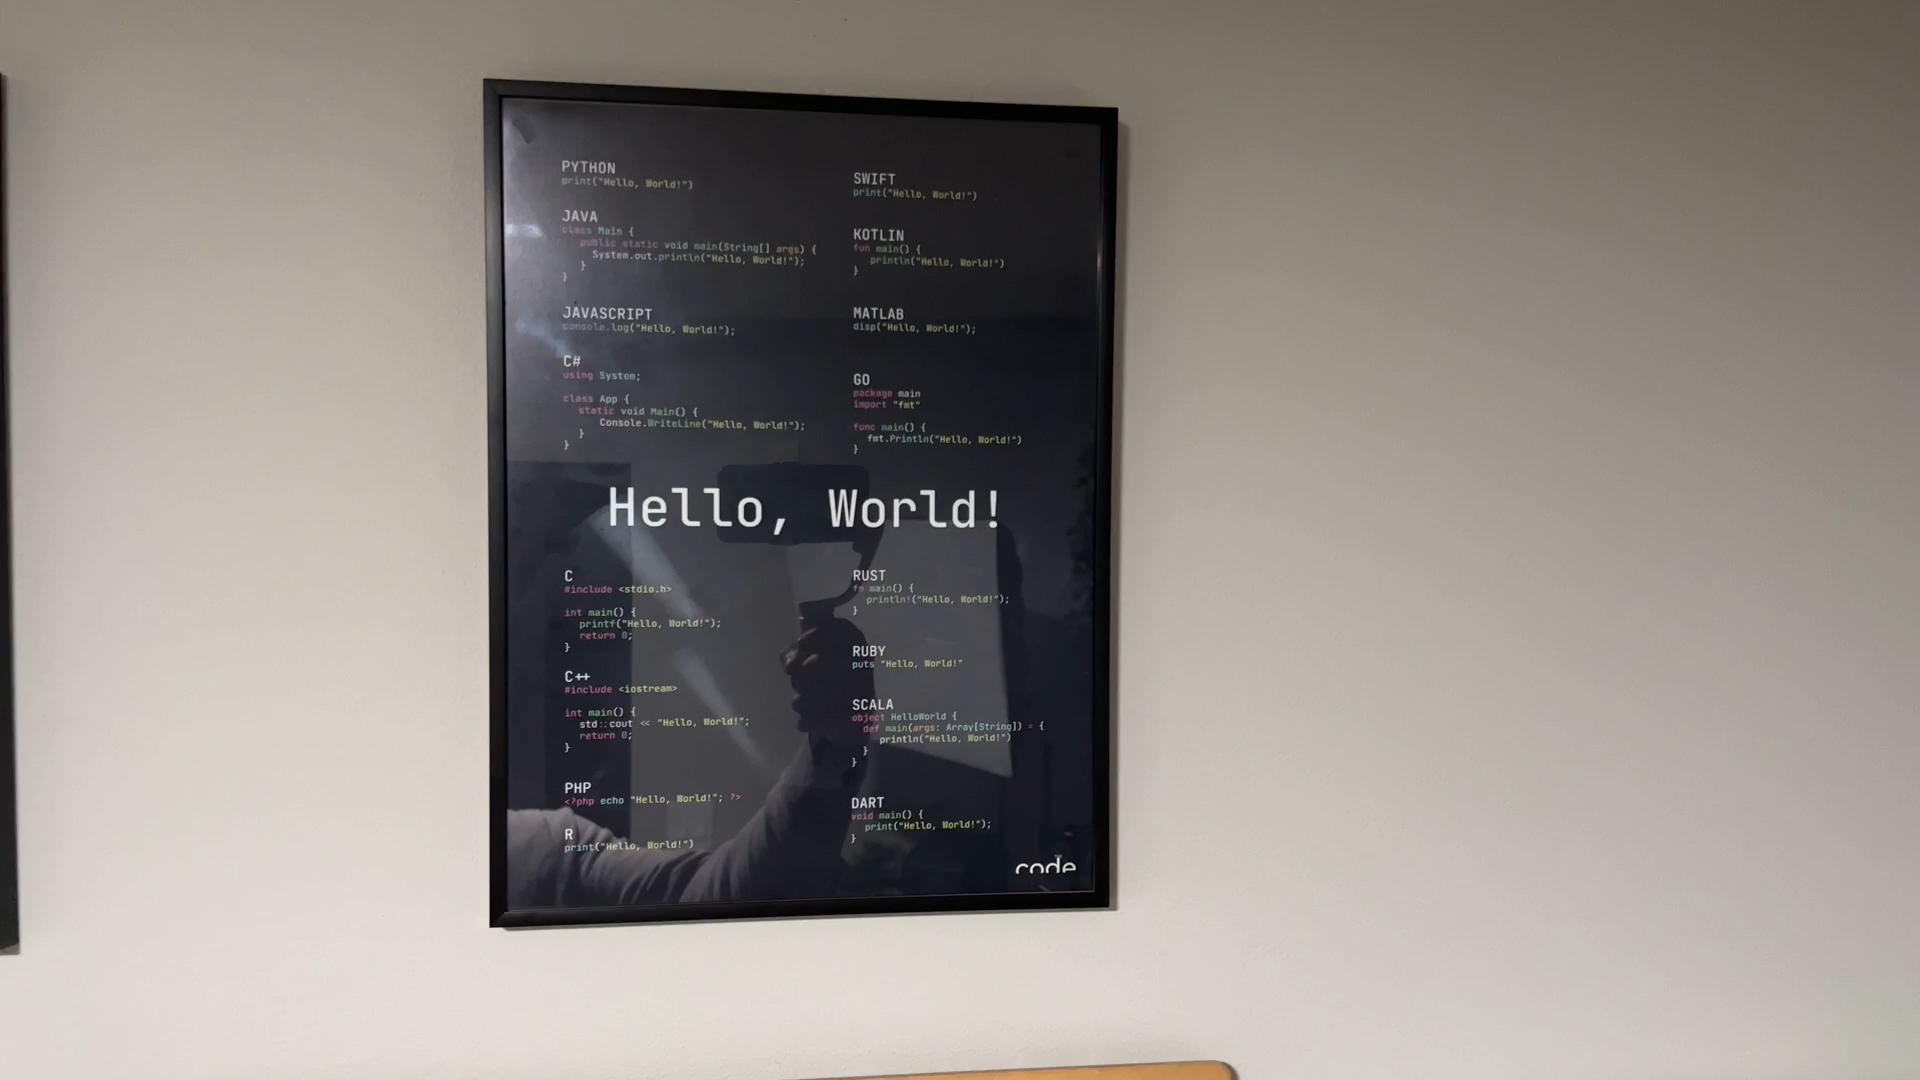 PYTHON
print("Hello, World!")
JAVA
class Main {
public static void main(String[] args) {
System.out.println("Hello, World!");
}
}
JAVASCRIPT
console.log("Hello, World!");
C#
using System;
class App {
static void Main() {
Console.WriteLine("Hello, World!");
}
}
SWIFT
print("Hello, World!")
KOTLIN
fun main() {
println("Hello, World!")
}
MATLAB
disp("Hello, World!");
GO
package main
import "fmt"
func main() {
fmt.Println("Hello, World!")
}
Hello, World!
C
#include <stdio.h>
int main() {
printf("Hello, World!");
return 0;
}
C++
#include <iostream>
int main() {
std::cout << "Hello, World!";
return 0;
}
PHP
<?php echo "Hello, World!"; ?>
R
print("Hello, World!")
RUST
fn main() {
println!("Hello, World!");
}
RUBY
puts "Hello, World!"
SCALA
object HelloWorld {
def main(args: Array[String]) = {
println("Hello, World!")
}
}
DART
void main() {
print("Hello, World!");
}
code